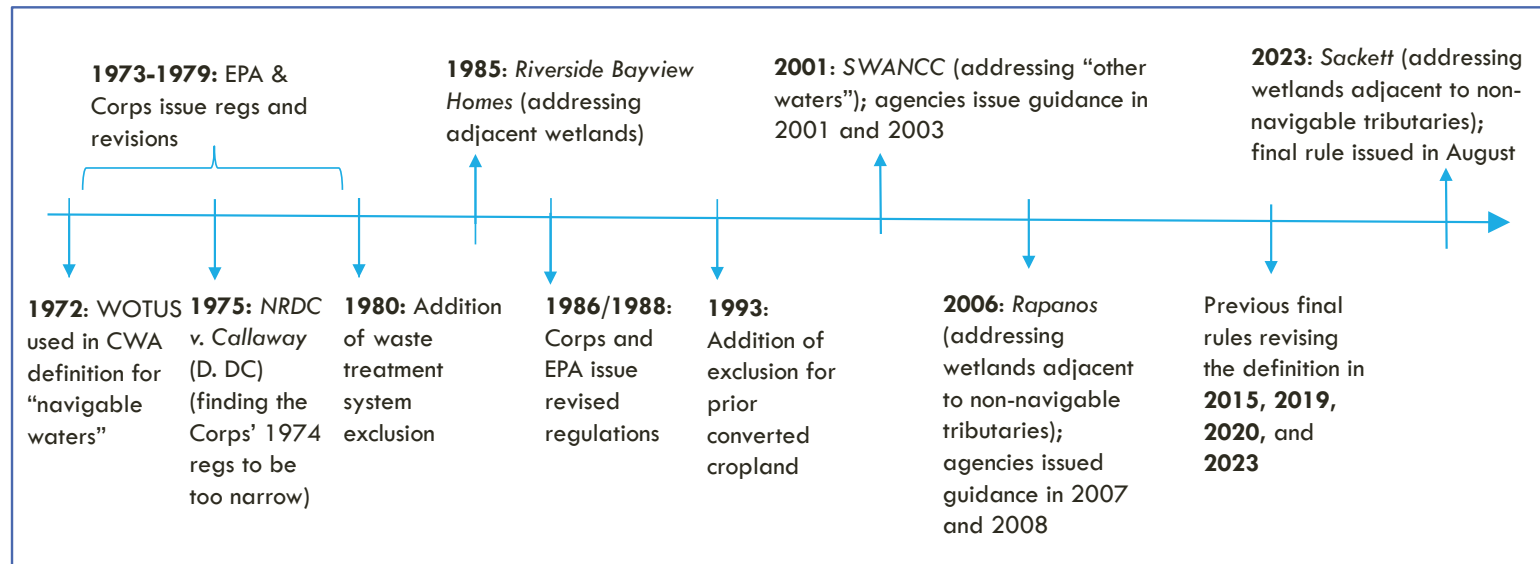 1973-1979: EPA &
Corps issue regs and
revisions
1985: Riverside Bayview
Homes (addressing
adjacent wetlands)
2001: SWANCC (addressing “other
waters”); agencies issue guidance in
2001 and 2003
2023: Sackett (addressing
wetlands adjacent to non-
navigable tributaries);
final rule issued in August
1972: WOTUS
used in CWA
definition for
“navigable
waters”
1975: NRDC
v. Callaway
(D. DC)
(finding the
Corps’ 1974
regs to be
too narrow)
1980: Addition
of waste
treatment
system
exclusion
1986/1988:
Corps and
EPA issue
revised
regulations
1993:
Addition of
exclusion for
prior
converted
cropland
2006: Rapanos
(addressing
wetlands adjacent
to non-navigable
tributaries);
agencies issued
guidance in 2007
and 2008
Previous final
rules revising
the definition in
2015, 2019,
2020, and
2023